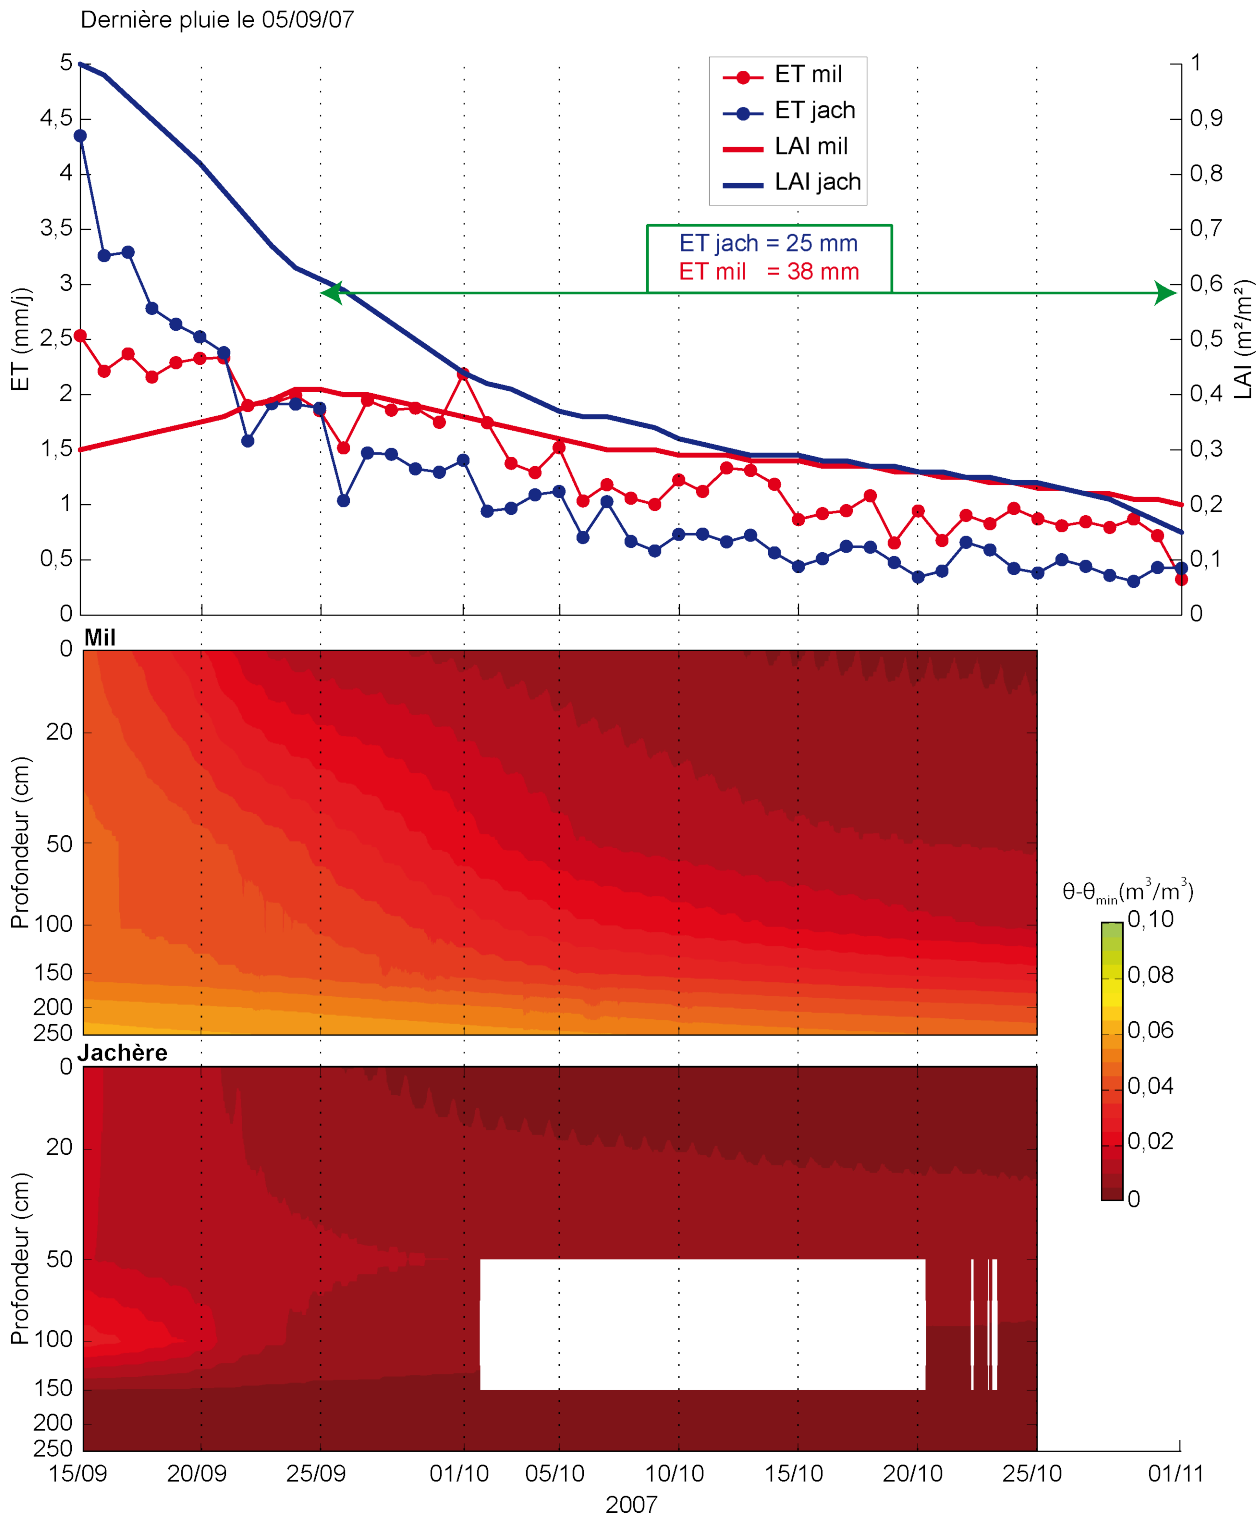 Dernière pluie le 05/09/07
ET mil
ET jach
LAI mil
LAI jach
ET jach = 25 mm
ET mil = 38 mm
ET (mm/j)
5
4,5
4
3,5
3
2,5
2
1,5
1
0,5
0
LAI (m²/m²)
1
0,9
0,8
0,7
0,6
0,5
0,4
0,3
0,2
0,1
0
Mil
Profondeur (cm)
0
20
50
100
150
200
250
θ-θmin(m³/m³)
0,10
0,08
0,06
0,04
0,02
0
Jachère
Profondeur (cm)
0
20
50
100
150
200
250
15/09 20/09 25/09 01/10 05/10 10/10 15/10 20/10 25/10 01/11
2007